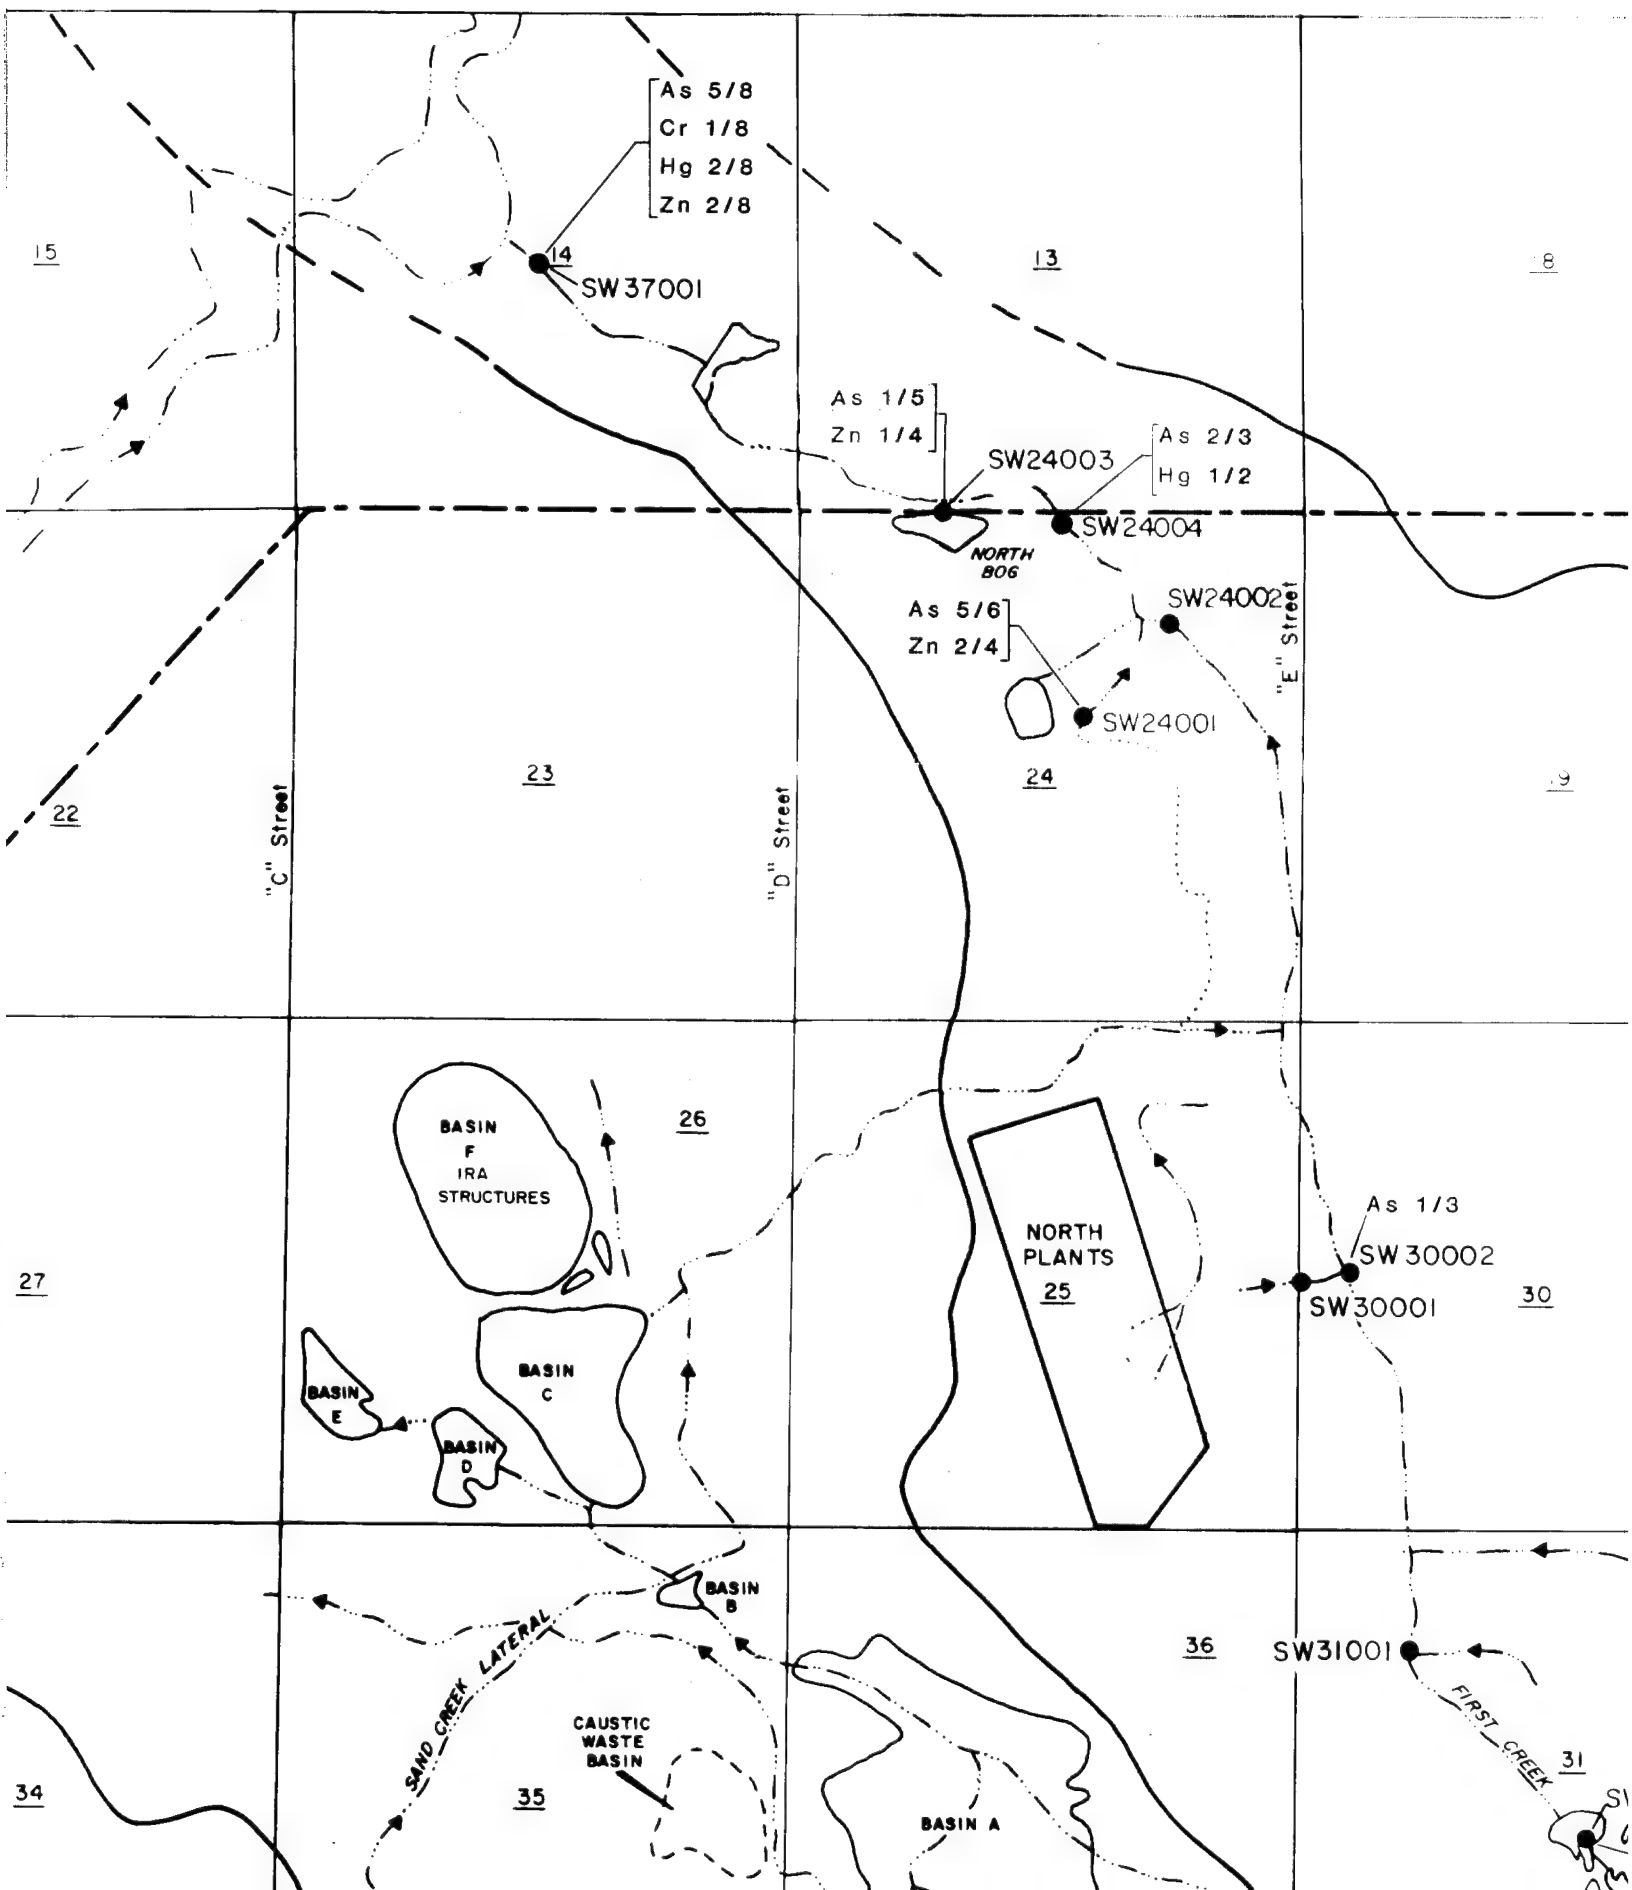 As 5/8
Cr 1/8
Hg 2/8
Zn 2/8
15
14
13
SW37001
As 1/5
Zn 1/4
As 2/3
Hg 1/2
SW24003
SW24004
NORTH
BOG
SW24002
As 5/6
Zn 2/4
"E" Street
SW24001
23
24
22
"C" Street
"D" Street
26
BASIN
F
IRA
STRUCTURES
As 1/3
NORTH
PLANTS
25
SW30002
SW30001
27
30
BASIN
C
BASIN
E
BASIN
D
BASIN
B
SAND CREEK LATERAL
36
SW31001
FIRST CREEK
CAUSTIC
WASTE
BASIN
34
35
BASIN A
31